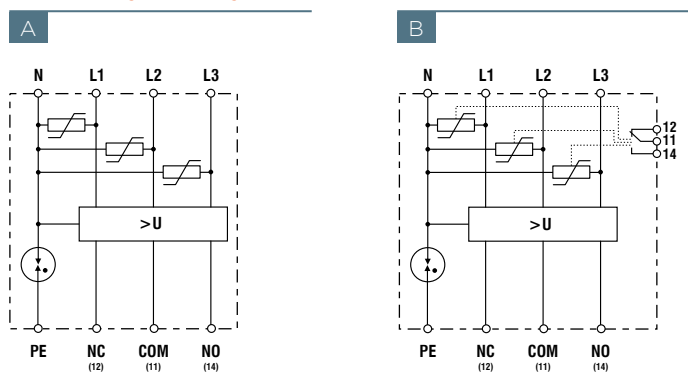 A
N L1 L2 L3
>U
PE NC COM NO
(12) (11) (14)
B
N L1 L2 L3
12
11
14
>U
PE NC COM NO
(12) (11) (14)